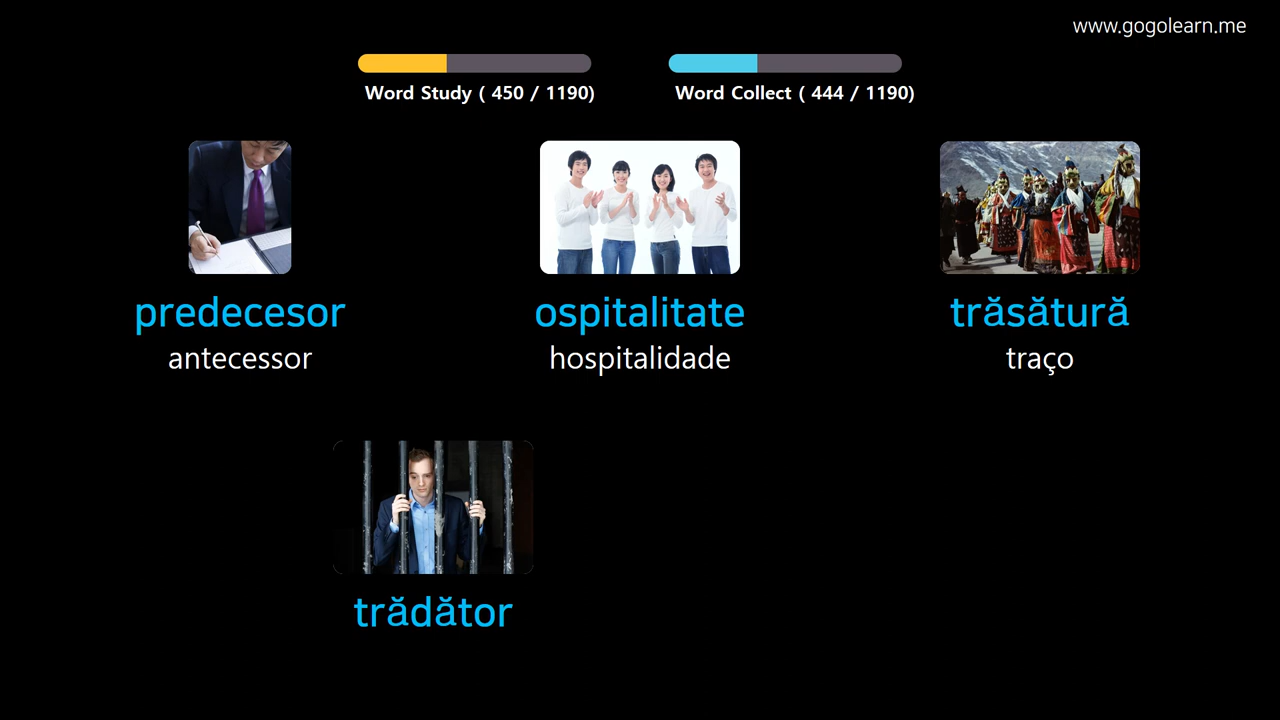 www.gogolearn.me
Word Study ( 450 / 1190)
Word Collect ( 444 / 1190)
predecesor
antecessor
ospitalitate
hospitalidade
trăsătură
traço
trădător